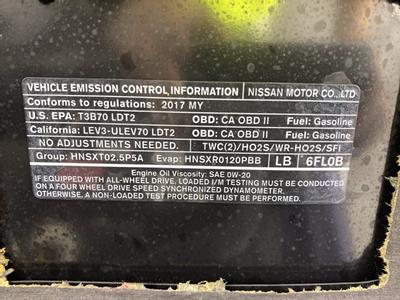 VEHICLE EMISSION CONTROL INFORMATION NISSAN MOTOR CO., LTD
Conforms to regulations: 2017 MY
U.S. EPA: T3B70 LDT2 OBD: CA OBD II Fuel: Gasoline
California: LEV3-ULEV70 LDT2 OBD: CA OBD II Fuel: Gasoline
NO ADJUSTMENTS NEEDED. TWC(2)/HO2S/WR-HO2S/SFI
Group: HNSXT02.5P5A Evap: HNSXR0120PBB LB 6FL0B
Engine Oil Viscosity: SAE 0W-20
IF EQUIPPED WITH ALL-WHEEL DRIVE. LOADED I/M TESTING MUST BE CONDUCTED
ON A FOUR WHEEL DRIVE SPEED SYNCHRONIZED DYNAMOMETER.
OTHERWISE, A NON-LOADED TEST PROCEDURE MUST BE PERFORMED.